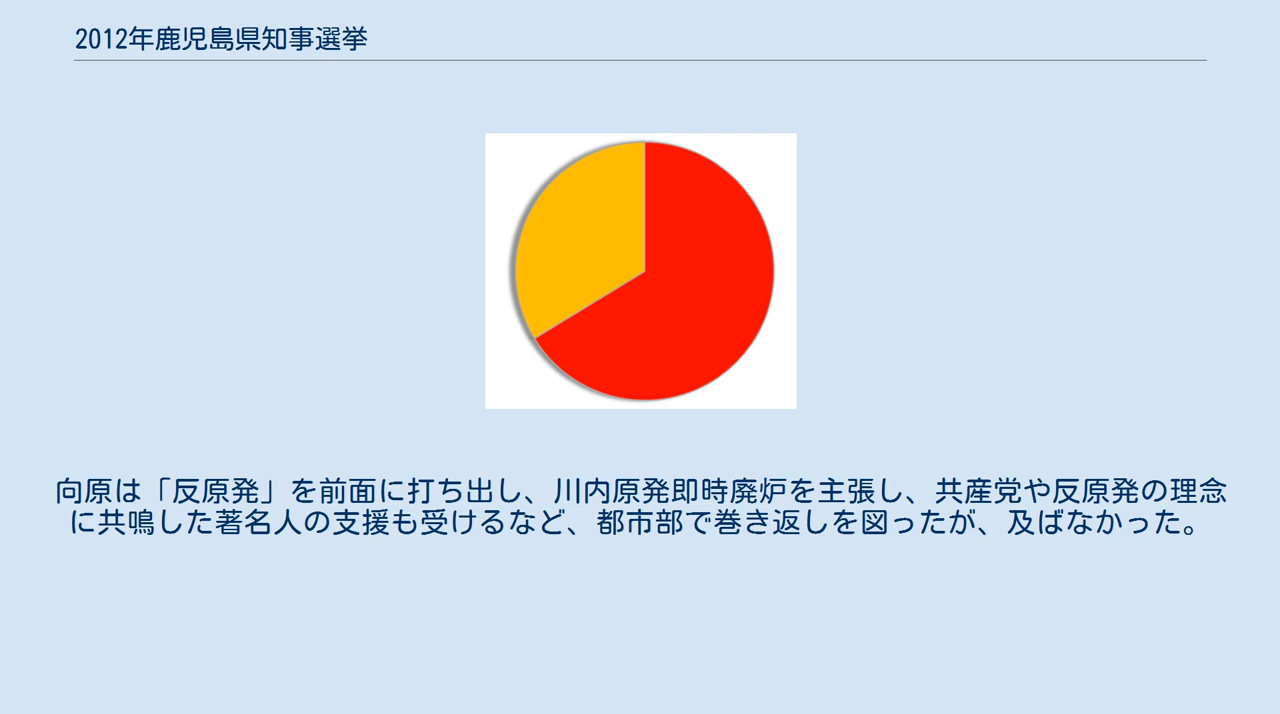 2012年鹿児島県知事選挙
向原は「反原発」を前面に打ち出し、川内原発即時廃炉を主張し、共産党や反原発の理念
に共鳴した著名人の支援も受けるなど、都市部で巻き返しを図ったが、及ばなかった。